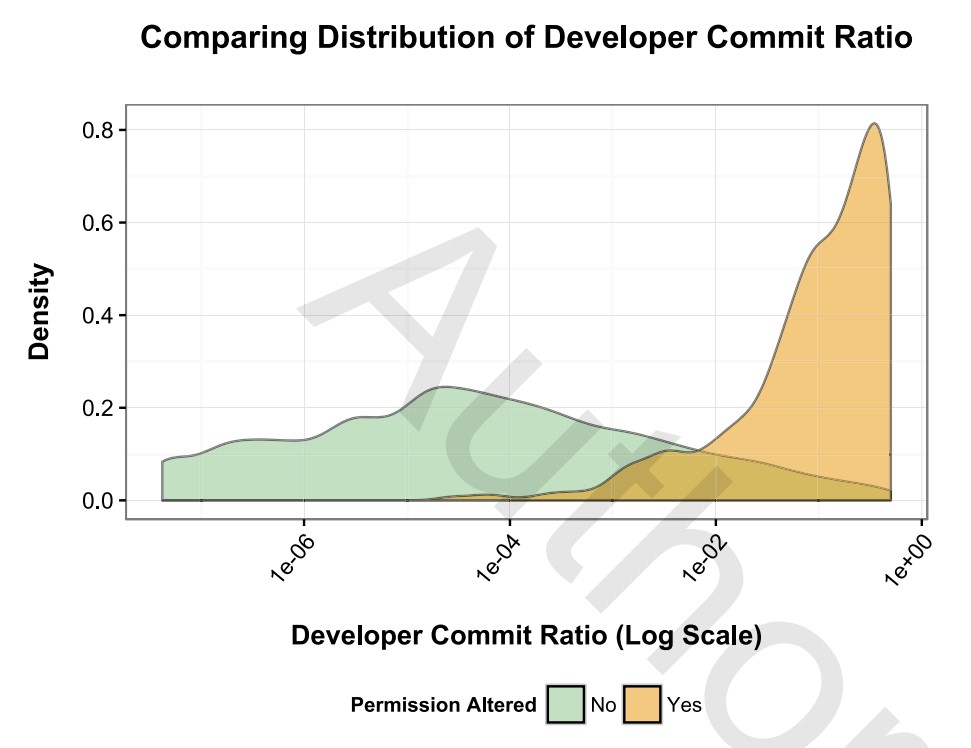 Comparing Distribution of Developer Commit Ratio
Density
0.8
0.6
0.4
0.2
0.0
1e-06
1e-04
1e-02
1e+00
Developer Commit Ratio (Log Scale)
Permission Altered No Yes
Author